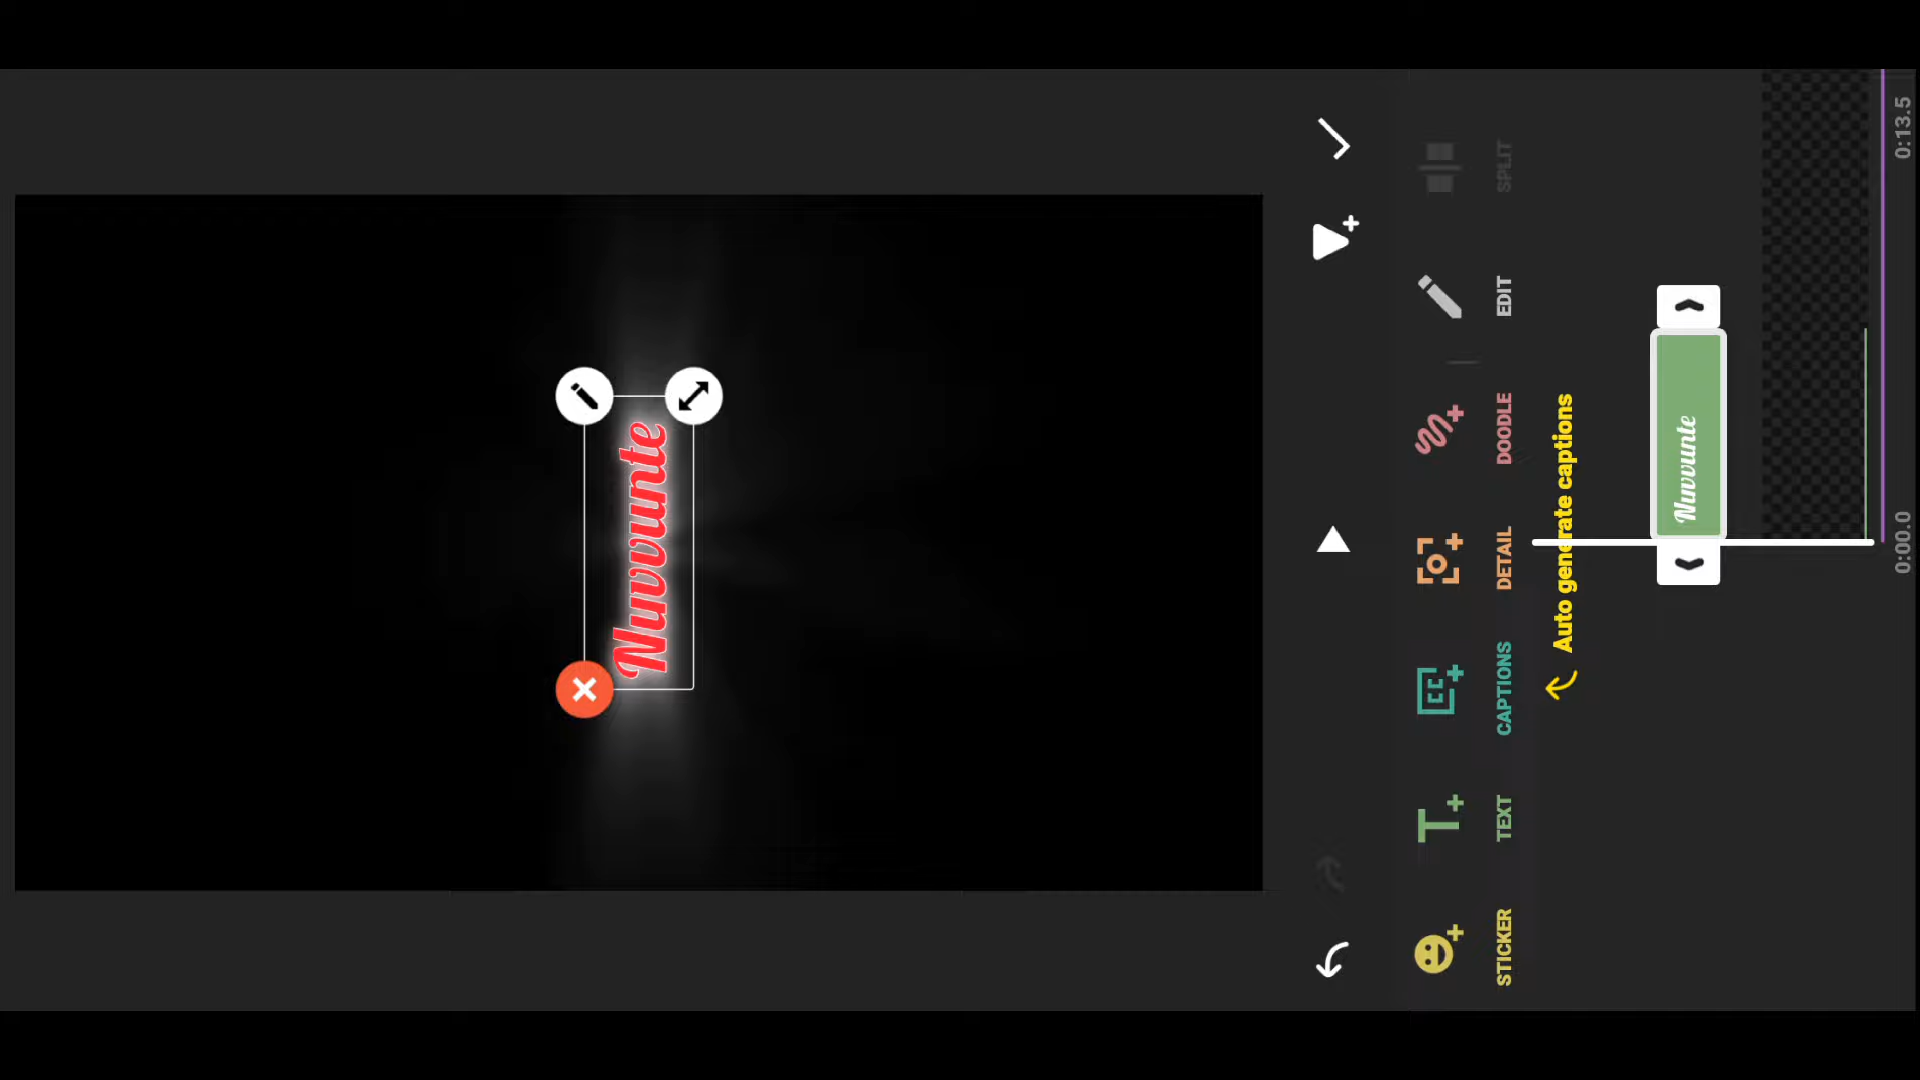 Nuvvunte
STICKER
TEXT
CAPTIONS
DETAIL
DOODLE
EDIT
SPLIT
Auto generate captions
Nuvvunte
0:00.0
0:13.5